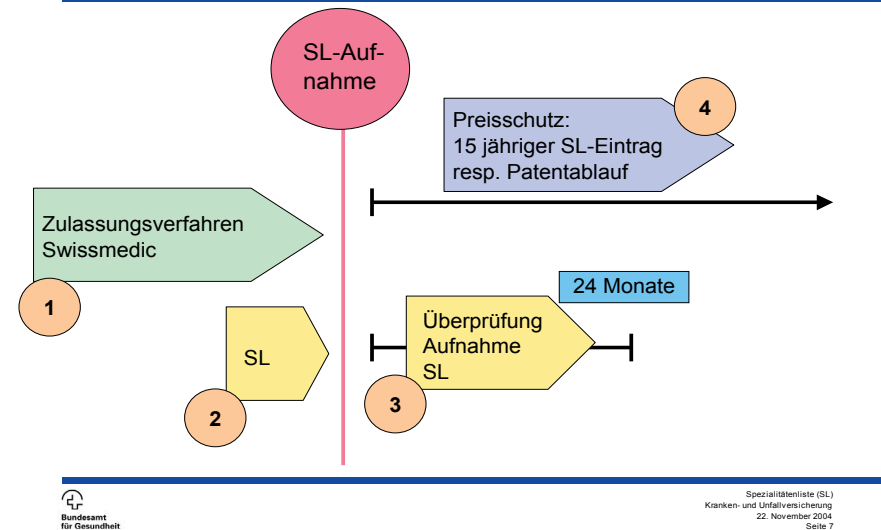 SL-Auf-
nahme
4
Preisschutz:
15 jähriger SL-Eintrag
resp. Patentablauf
Zulassungsverfahren
Swissmedic
1
24 Monate
SL
2
Überprüfung
Aufnahme
SL
3
Bundesamt
für Gesundheit
Spezialitätenliste (SL)
Kranken- und Unfallversicherung
22. November 2004
Seite 7